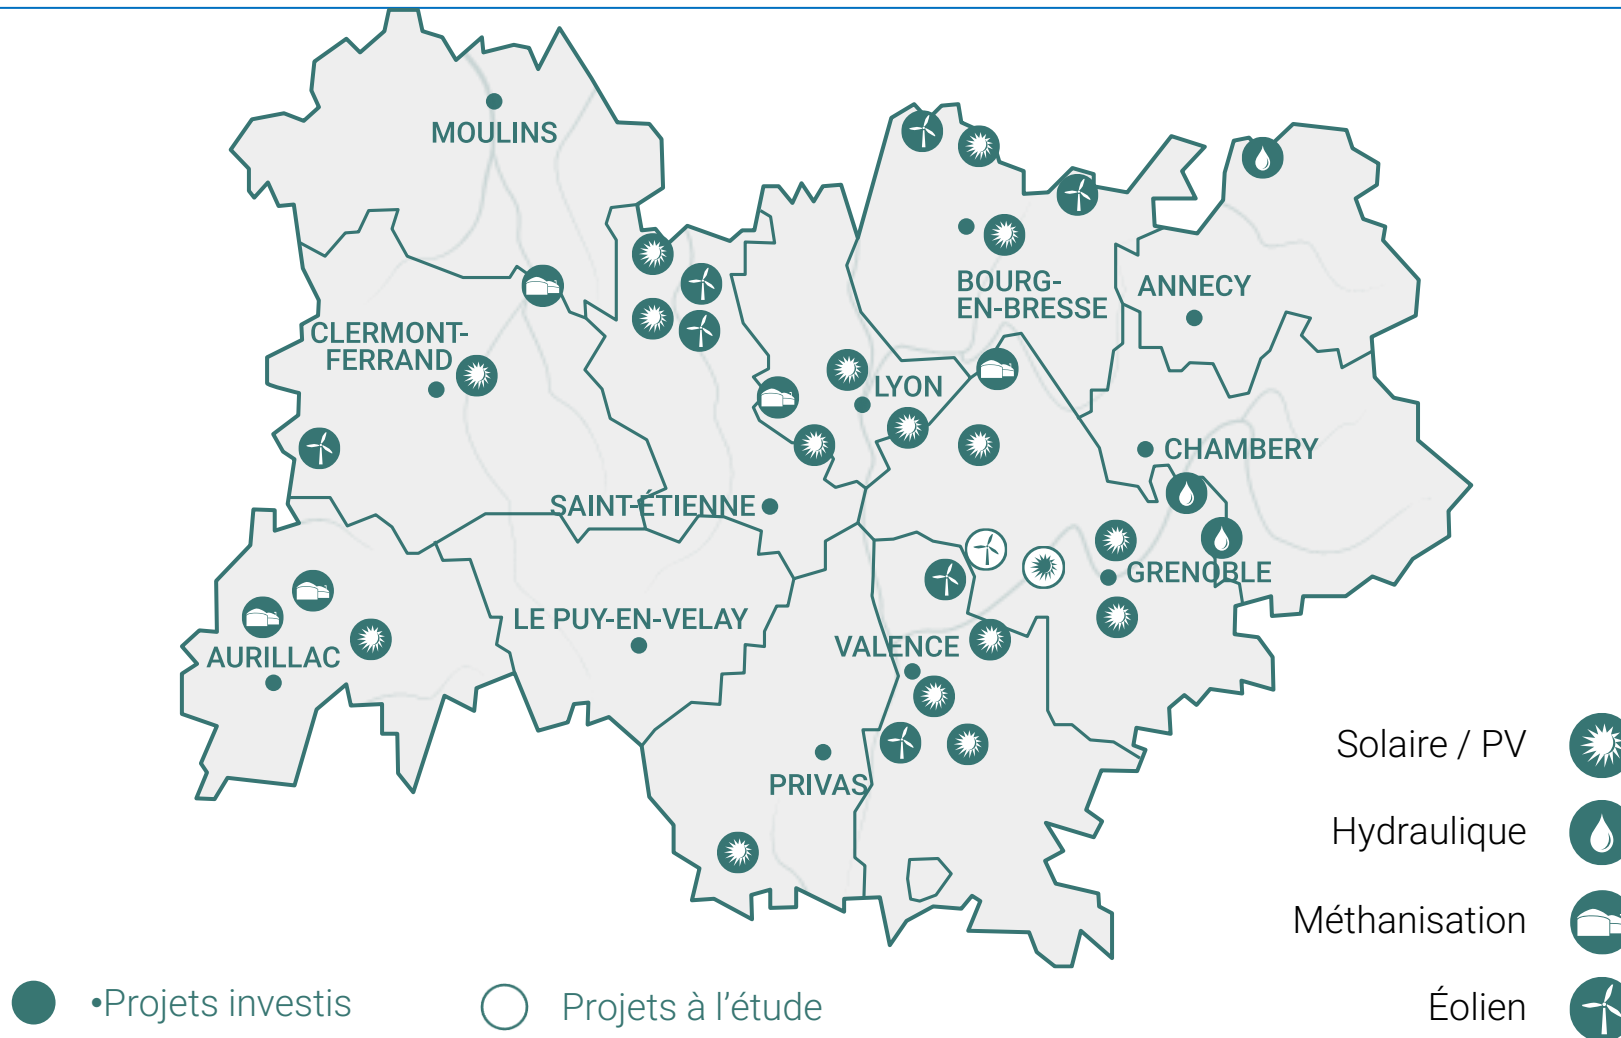 MOULINS
BOURG-
EN-BRESSE
ANNECY
CLERMONT-
FERRAND
LYON
CHAMBERY
SAINT-ÉTIENNE
GRENOBLE
LE PUY-EN-VELAY
VALENCE
AURILLAC
PRIVAS
Solaire / PV
Hydraulique
Méthanisation
Éolien
•Projets investis
Projets à l’étude